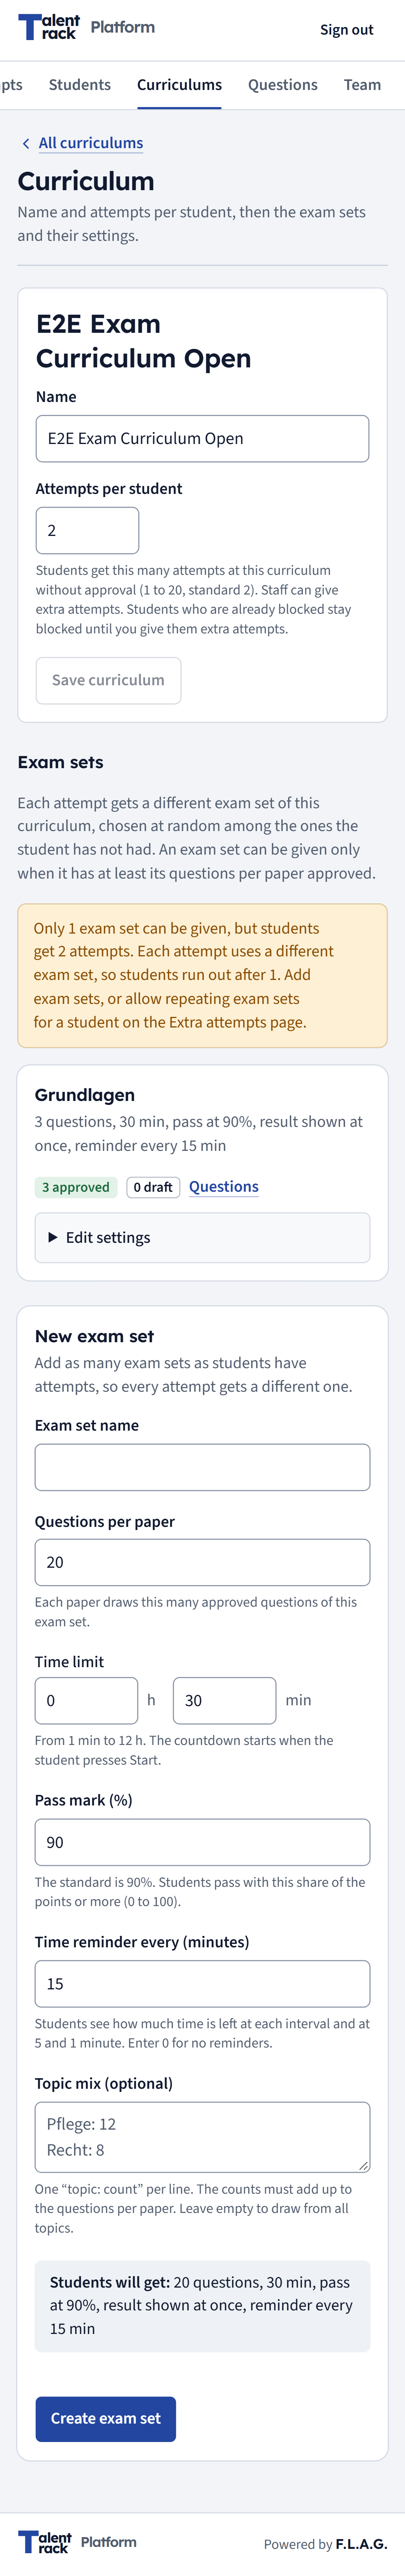 Talent rack Platform
Sign out
pts Students Curriculums Questions Team
All curriculums
Curriculum
Name and attempts per student, then the exam sets
and their settings.
E2E Exam
Curriculum Open
Name
E2E Exam Curriculum Open
Attempts per student
2
Students get this many attempts at this curriculum
without approval (1 to 20, standard 2). Staff can give
extra attempts. Students who are already blocked stay
blocked until you give them extra attempts.
Save curriculum
Exam sets
Each attempt gets a different exam set of this
curriculum, chosen at random among the ones the
student has not had. An exam set can be given only
when it has at least its questions per paper approved.
Only 1 exam set can be given, but students
get 2 attempts. Each attempt uses a different
exam set, so students run out after 1. Add
exam sets, or allow repeating exam sets
for a student on the Extra attempts page.
Grundlagen
3 questions, 30 min, pass at 90%, result shown at
once, reminder every 15 min
3 approved 0 draft Questions
Edit settings
New exam set
Add as many exam sets as students have
attempts, so every attempt gets a different one.
Exam set name
Questions per paper
20
Each paper draws this many approved questions of this
exam set.
Time limit
0 h 30 min
From 1 min to 12 h. The countdown starts when the
student presses Start.
Pass mark (%)
90
The standard is 90%. Students pass with this share of the
points or more (0 to 100).
Time reminder every (minutes)
15
Students see how much time is left at each interval and at
5 and 1 minute. Enter 0 for no reminders.
Topic mix (optional)
Pflege: 12
Recht: 8
One “topic: count” per line. The counts must add up to
the questions per paper. Leave empty to draw from all
topics.
Students will get: 20 questions, 30 min, pass
at 90%, result shown at once, reminder every
15 min
Create exam set
Talent rack Platform
Powered by F.L.A.G.